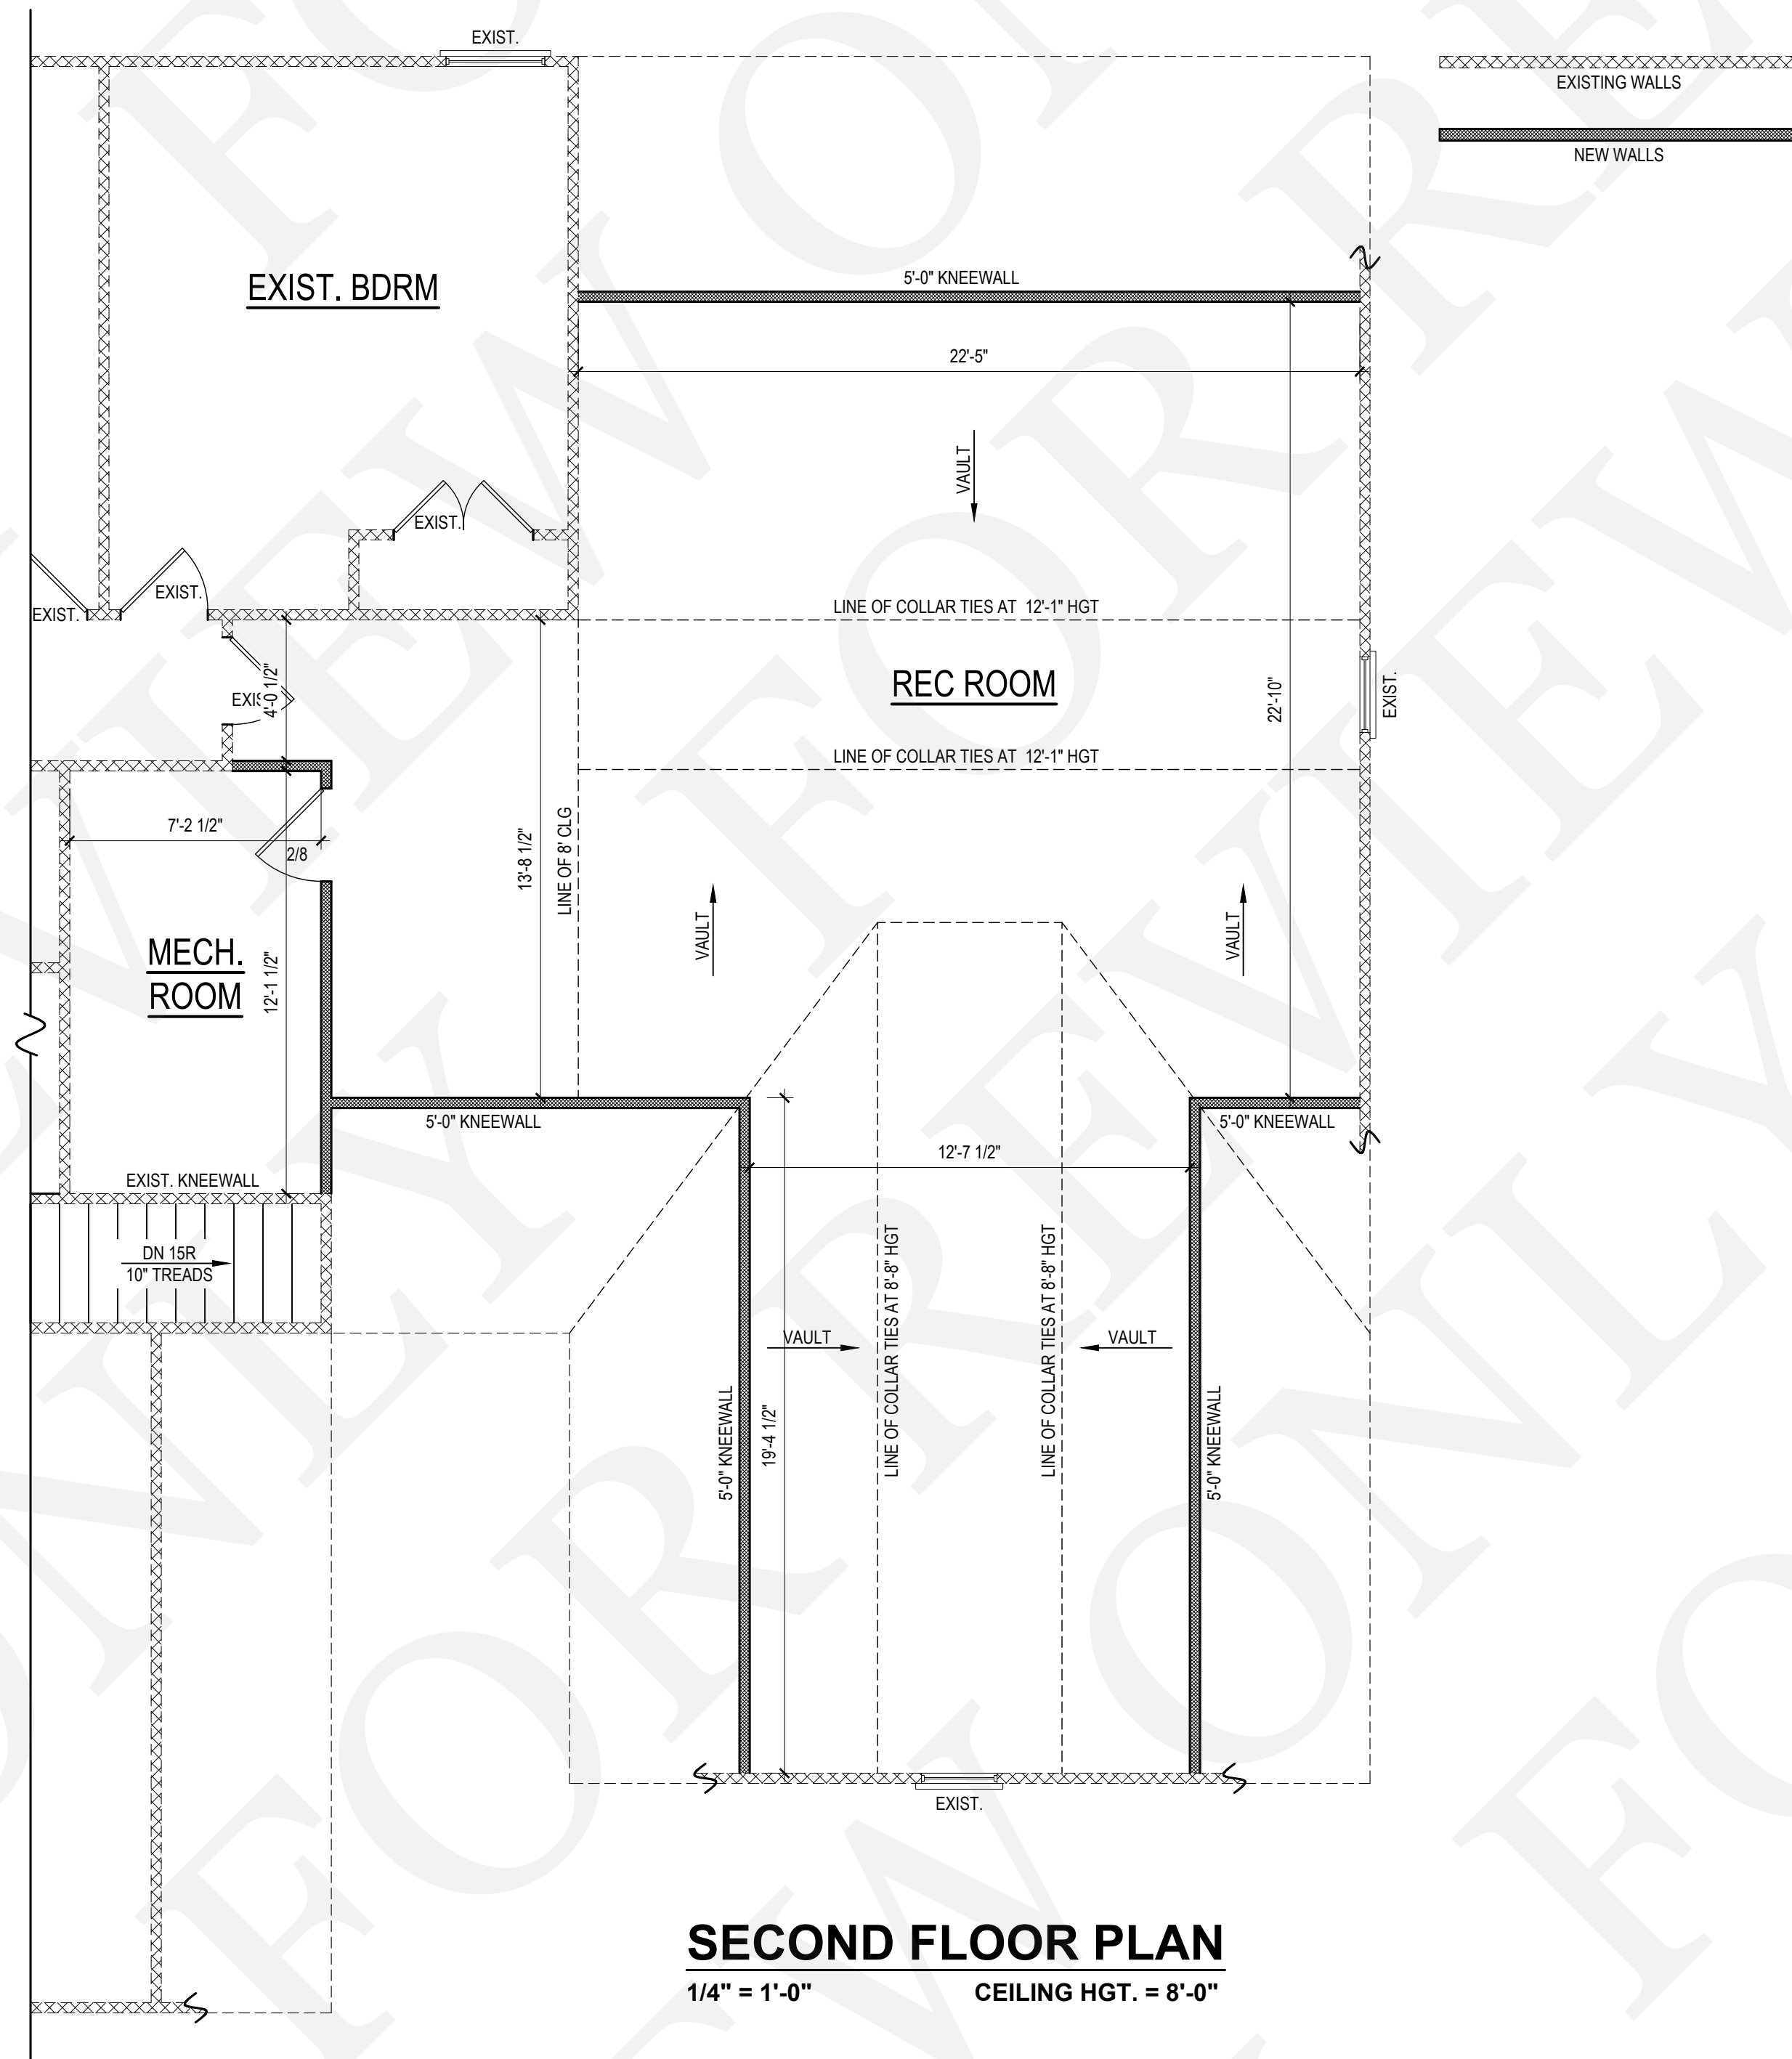 EXIST.
EXISTING WALLS
NEW WALLS
EXIST. BDRM
5'-0" KNEEWALL
22'-5"
VAULT
EXIST.
EXIST.
EXIST.
LINE OF COLLAR TIES AT 12'-1" HGT
4'-0 1/2"
REC ROOM
22'-10"
EXIST.
LINE OF COLLAR TIES AT 12'-1" HGT
7'-2 1/2"
2/8
13'-8 1/2"
LINE OF 8' CLG
VAULT
VAULT
MECH.
ROOM
12'-1 1/2"
5'-0" KNEEWALL
5'-0" KNEEWALL
12'-7 1/2"
EXIST. KNEEWALL
DN 15R
10" TREADS
LINE OF COLLAR TIES AT 8'-8" HGT
LINE OF COLLAR TIES AT 8'-8" HGT
VAULT
VAULT
5'-0" KNEEWALL
19'-4 1/2"
5'-0" KNEEWALL
EXIST.
SECOND FLOOR PLAN
1/4" = 1'-0"
CEILING HGT. = 8'-0"
FOR REVIEW ONLY
FOR REVIEW ONLY